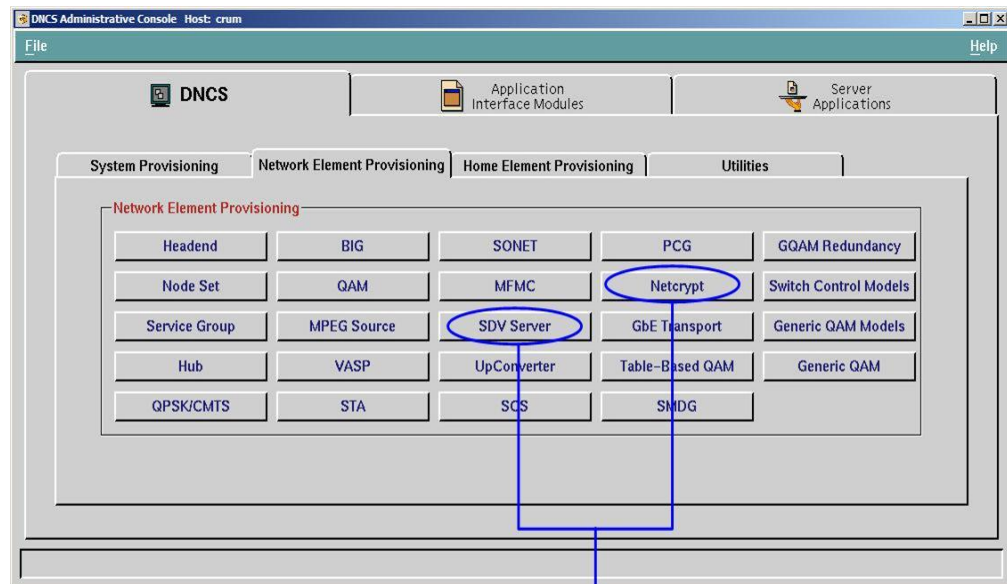 DNCS Administrative Console Host: crum
File Help
DNCS
Application
Interface Modules
Server
Applications
System Provisioning Network Element Provisioning Home Element Provisioning Utilities
Network Element Provisioning
Headend BIG SONET PCG GQAM Redundancy
Node Set QAM MFMC Netcrypt Switch Control Models
Service Group MPEG Source SDV Server GbE Transport Generic QAM Models
Hub VASP UpConverter Table-Based QAM Generic QAM
QPSK/CMTS STA SCS SMDG